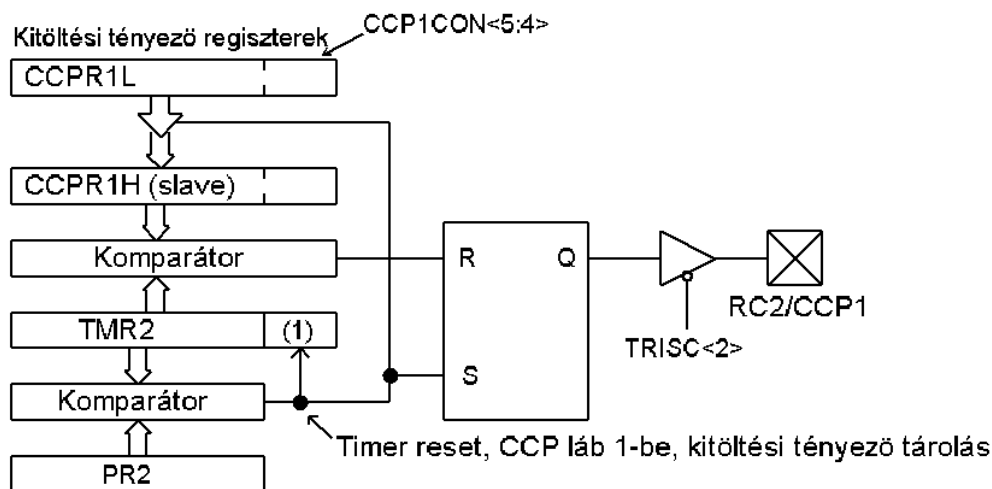 CCP1CON<5:4>
Kitöltési tényezö regiszterek
CCPR1L
CCPR1H (slave)
Komparátor
R
Q
RC2/CCP1
TMR2
(1)
TRISC<2>
S
Komparátor
Timer reset, CCP láb 1-be, kitöltési tényezö tárolás
PR2